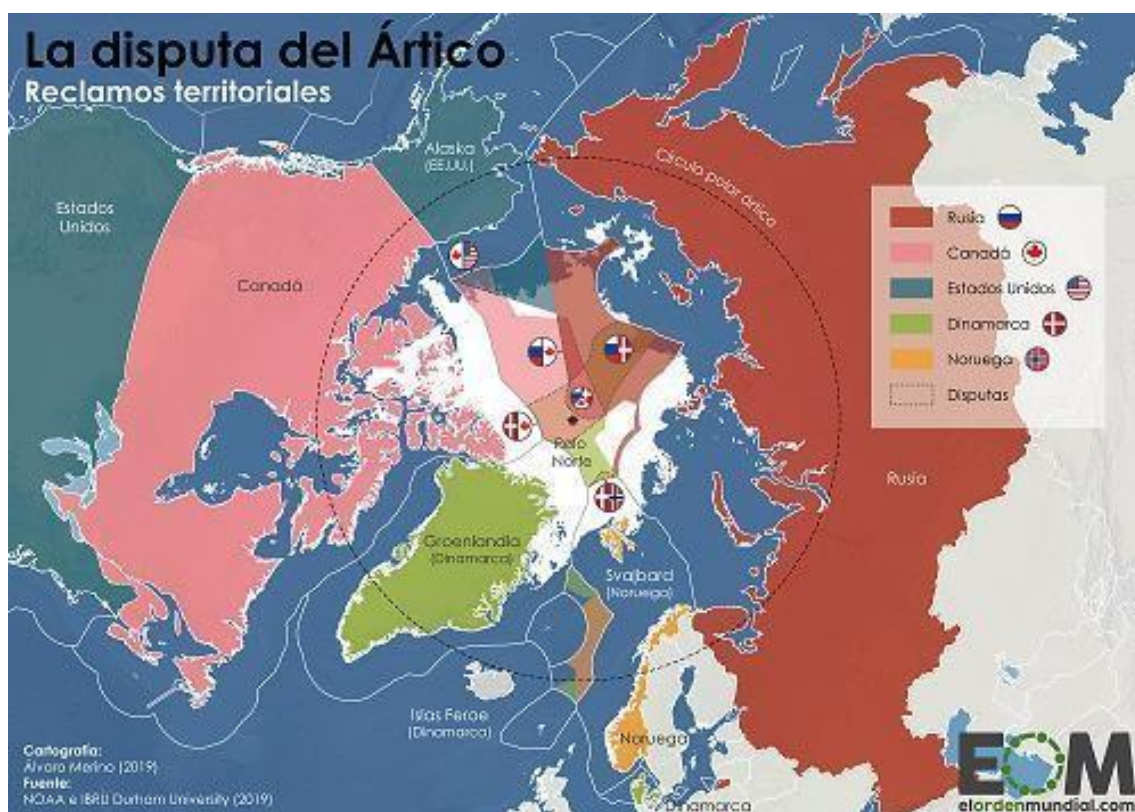 La disputa del Ártico
Reclamos territoriales
Alaska
(EE.UU.)
Círculo polar ártico
Estados
Unidos
Canadá
Rusia
Canadá
Estados Unidos
Dinamarca
Noruega
Disputas
Polo
Norte
Rusia
Groenlandia
(Dinamarca)
Svalbard
(Noruega)
Islas Feroe
(Dinamarca)
Noruega
Dinamarca
Cartografía:
Álvaro Merino (2019)
Fuente:
NOAA e IBRU Durham University (2019)
EOM
elordenmundial.com